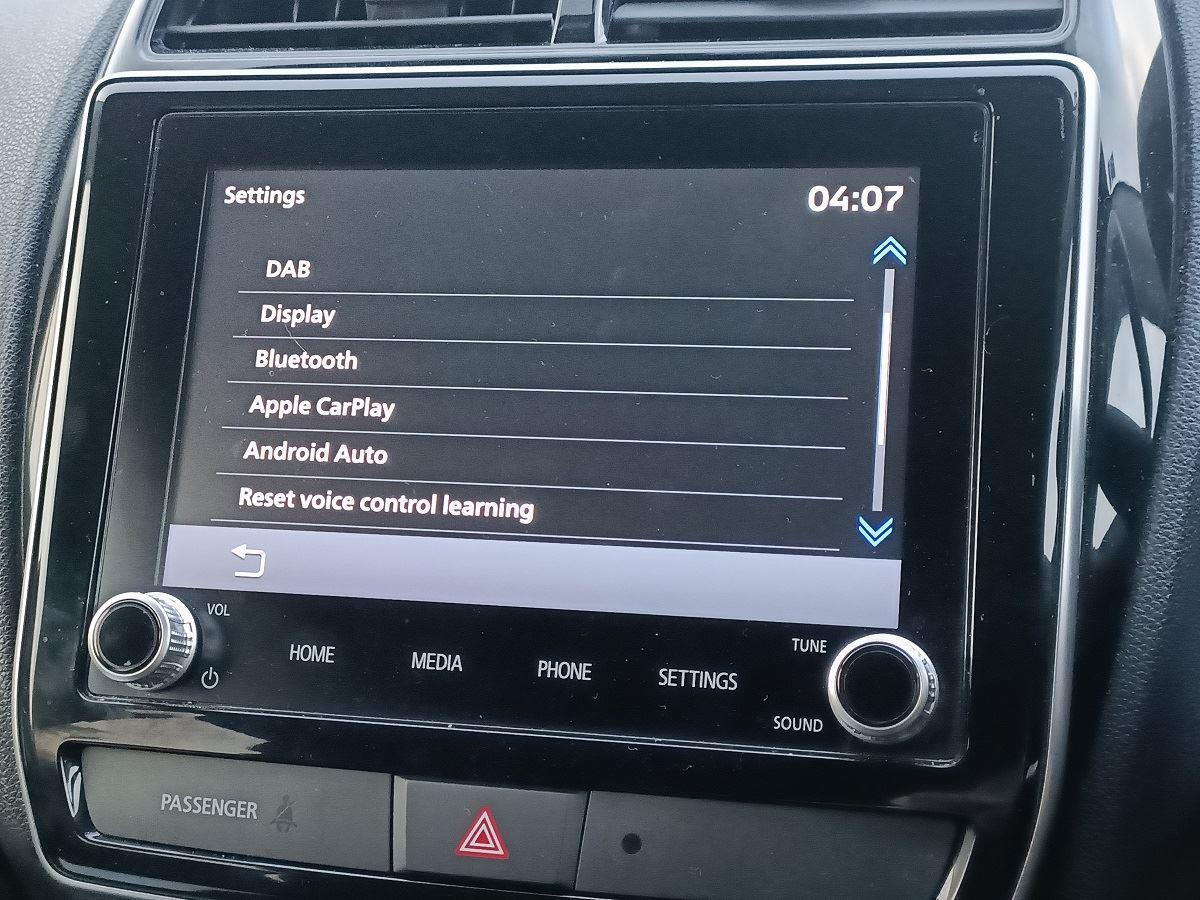 Settings 04:07
DAB
Display
Bluetooth
Apple CarPlay
Android Auto
Reset voice control learning
VOL
HOME MEDIA PHONE SETTINGS
TUNE
SOUND
PASSENGER